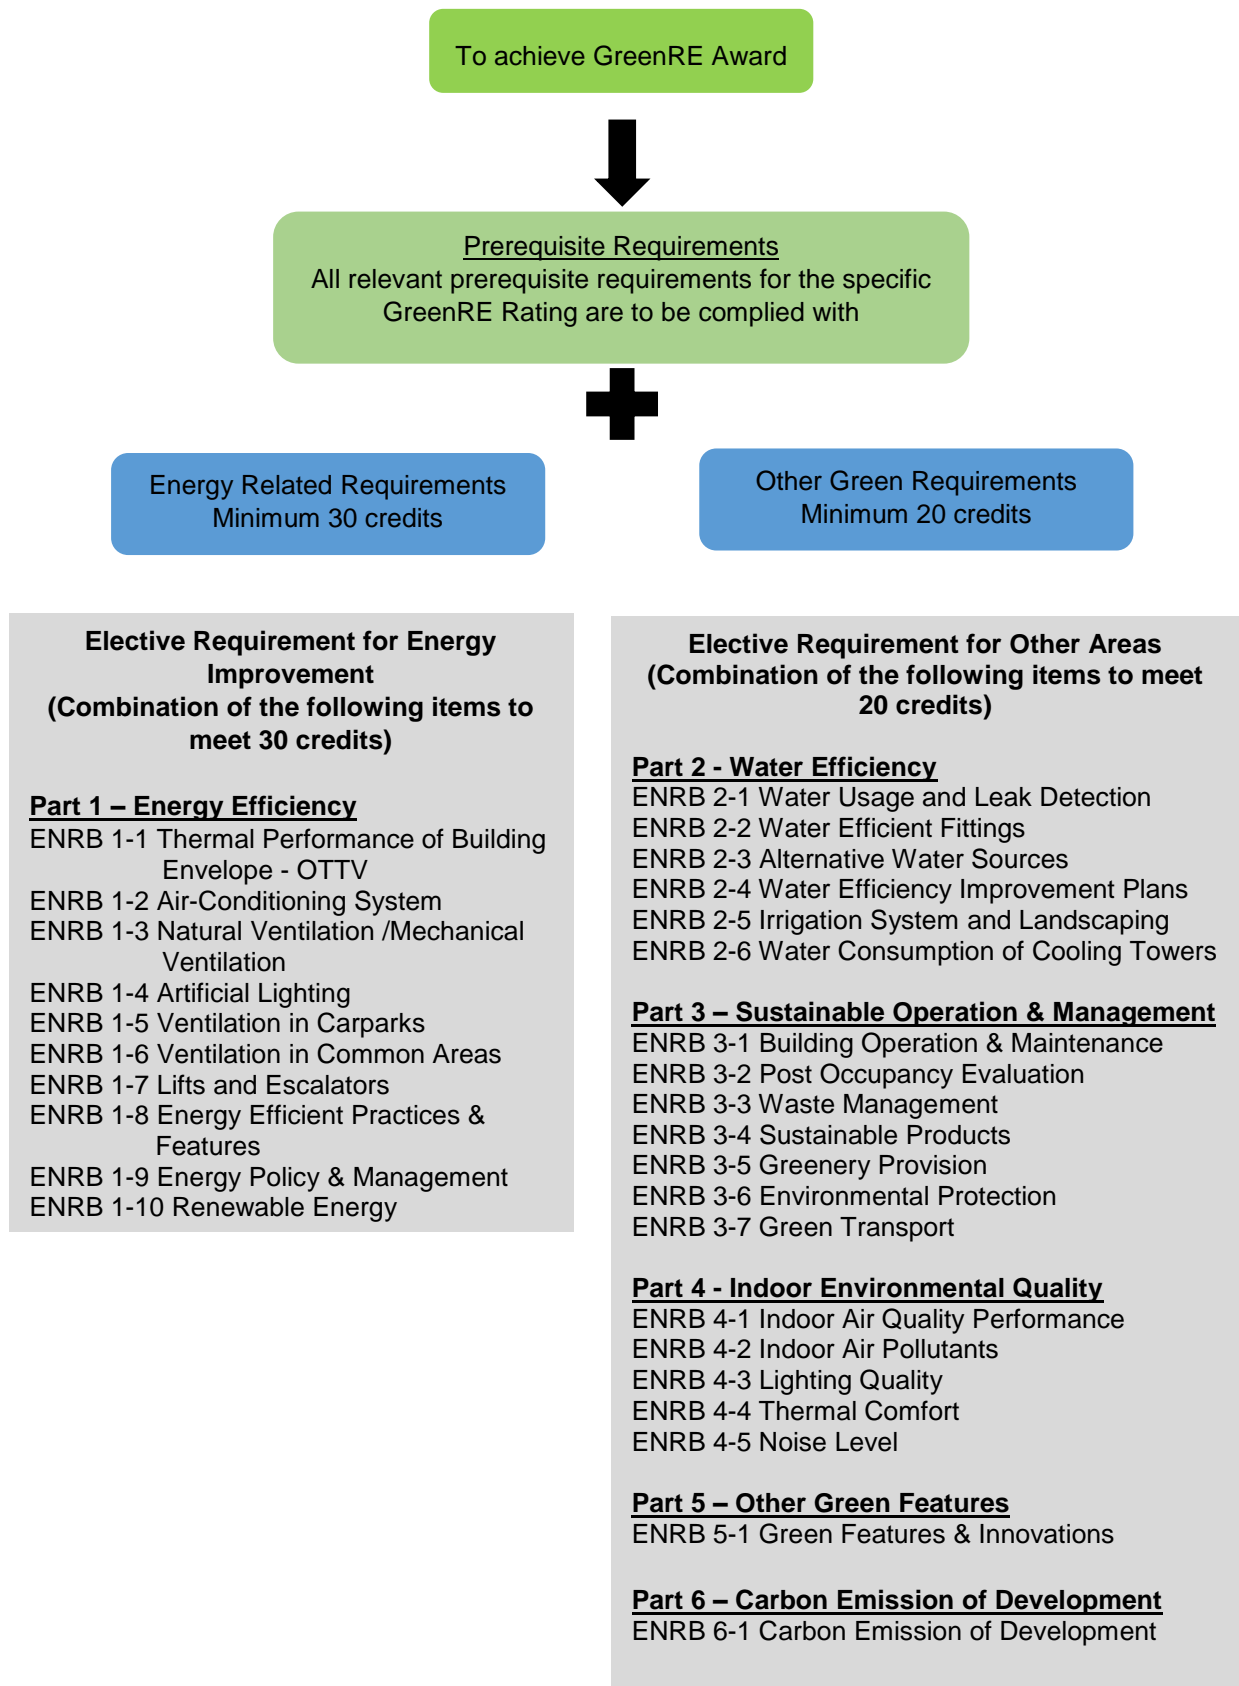 To achieve GreenRE Award
Prerequisite Requirements
All relevant prerequisite requirements for the specific
GreenRE Rating are to be complied with
Energy Related Requirements
Minimum 30 credits
Other Green Requirements
Minimum 20 credits
Elective Requirement for Energy
Improvement
(Combination of the following items to
meet 30 credits)
Part 1 – Energy Efficiency
ENRB 1-1 Thermal Performance of Building
Envelope - OTTV
ENRB 1-2 Air-Conditioning System
ENRB 1-3 Natural Ventilation /Mechanical
Ventilation
ENRB 1-4 Artificial Lighting
ENRB 1-5 Ventilation in Carparks
ENRB 1-6 Ventilation in Common Areas
ENRB 1-7 Lifts and Escalators
ENRB 1-8 Energy Efficient Practices &
Features
ENRB 1-9 Energy Policy & Management
ENRB 1-10 Renewable Energy
Elective Requirement for Other Areas
(Combination of the following items to meet
20 credits)
Part 2 - Water Efficiency
ENRB 2-1 Water Usage and Leak Detection
ENRB 2-2 Water Efficient Fittings
ENRB 2-3 Alternative Water Sources
ENRB 2-4 Water Efficiency Improvement Plans
ENRB 2-5 Irrigation System and Landscaping
ENRB 2-6 Water Consumption of Cooling Towers
Part 3 – Sustainable Operation & Management
ENRB 3-1 Building Operation & Maintenance
ENRB 3-2 Post Occupancy Evaluation
ENRB 3-3 Waste Management
ENRB 3-4 Sustainable Products
ENRB 3-5 Greenery Provision
ENRB 3-6 Environmental Protection
ENRB 3-7 Green Transport
Part 4 - Indoor Environmental Quality
ENRB 4-1 Indoor Air Quality Performance
ENRB 4-2 Indoor Air Pollutants
ENRB 4-3 Lighting Quality
ENRB 4-4 Thermal Comfort
ENRB 4-5 Noise Level
Part 5 – Other Green Features
ENRB 5-1 Green Features & Innovations
Part 6 – Carbon Emission of Development
ENRB 6-1 Carbon Emission of Development